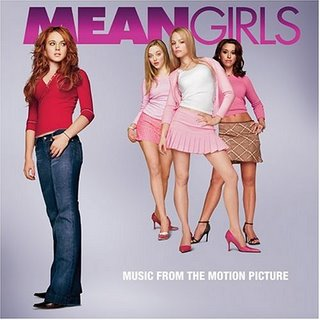 MEAN GIRLS
MUSIC FROM THE MOTION PICTURE